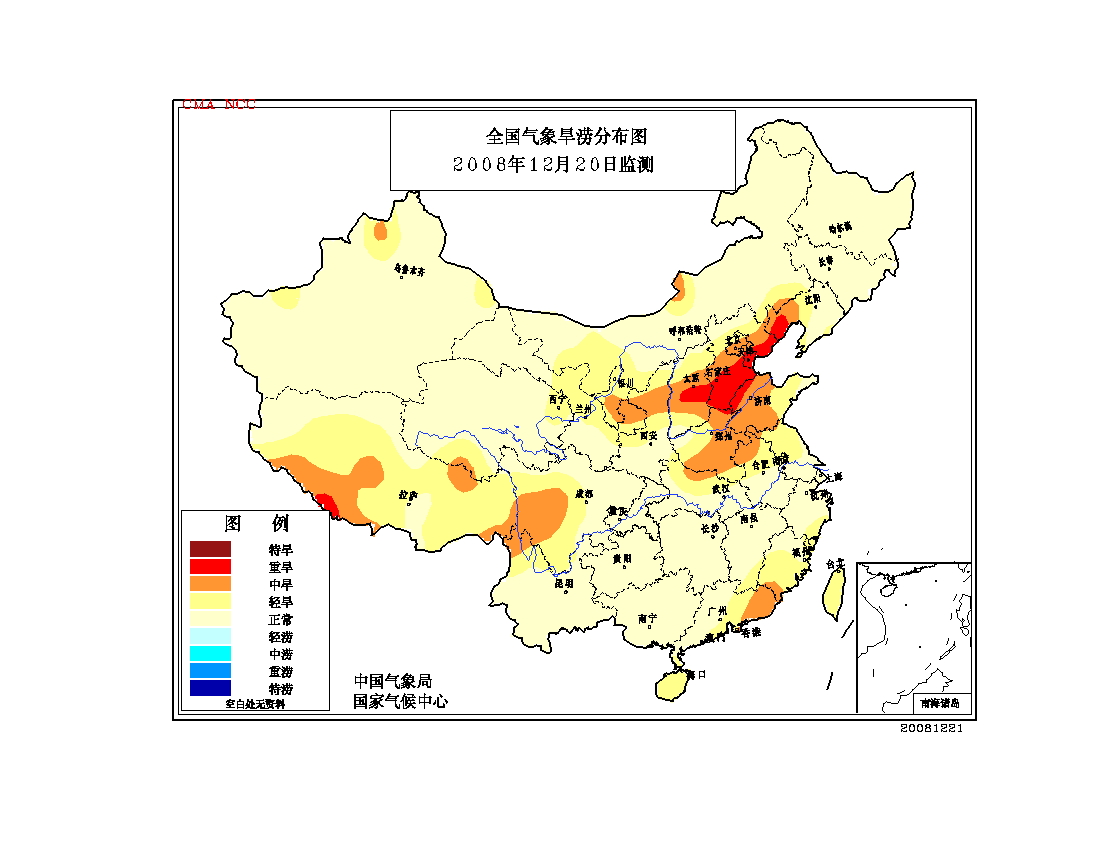 CMA NCC
全国气象旱涝分布图
2008年12月20日监测
哈尔滨
长春
乌鲁木齐
沈阳
呼和浩特
北京
天津
石家庄
太原
银川
西宁
兰州
济南
西安
郑州
合肥
南京
上海
拉萨
成都
武汉
杭州
重庆
南昌
长沙
贵阳
福州
台北
昆明
广州
南宁
澳门
香港
海口
图 例
特旱
重旱
中旱
轻旱
正常
轻涝
中涝
重涝
特涝
空白处无资料
中国气象局
国家气候中心
南海诸岛
20081221